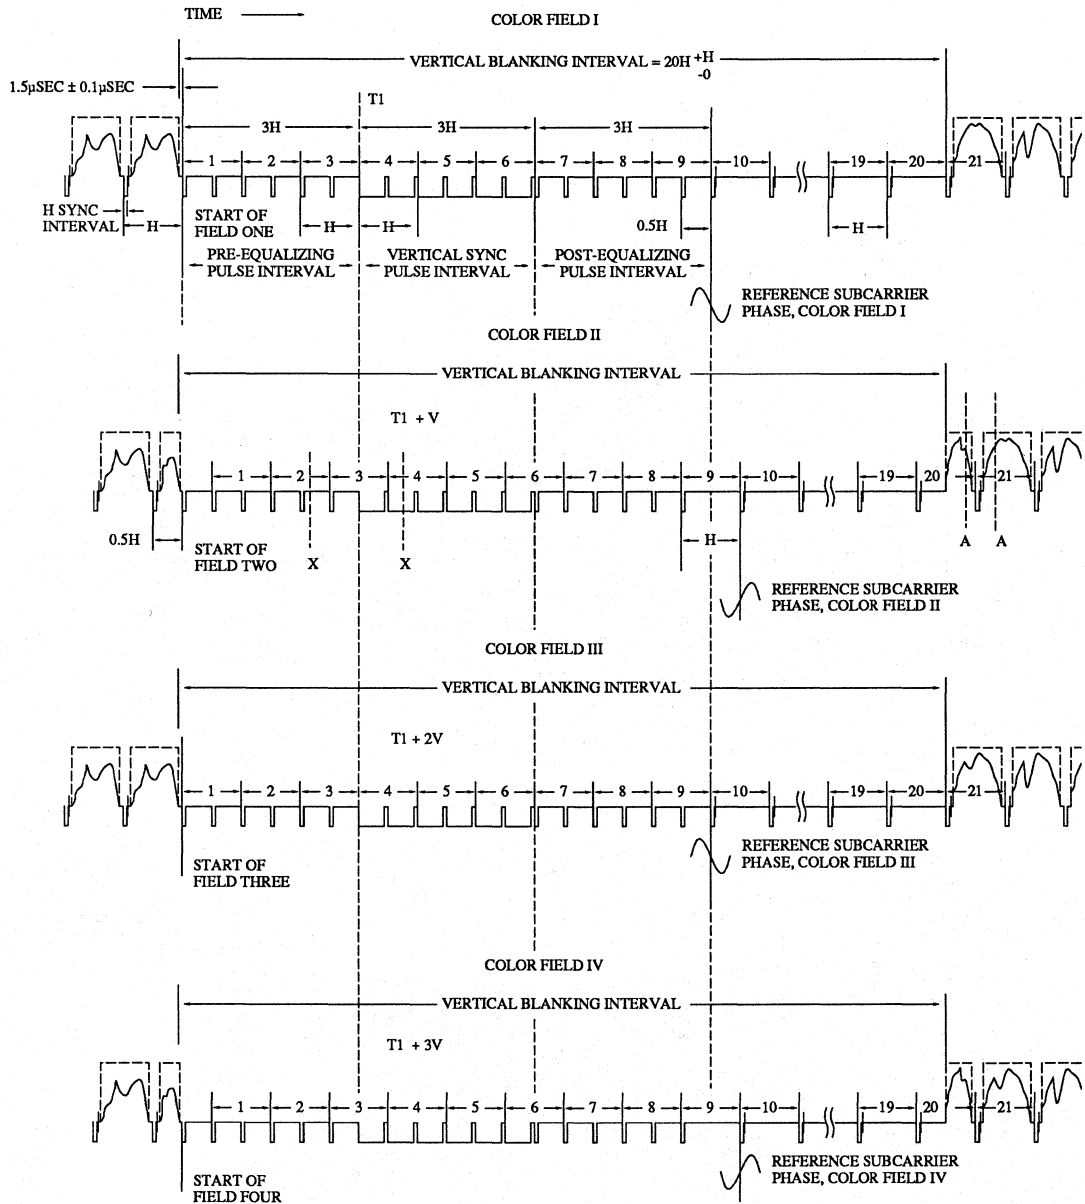 TIME
COLOR FIELD I
VERTICAL BLANKING INTERVAL = 20H +H -0
1.5µSEC ± 0.1µSEC
T1
3H 3H 3H
1 2 3 4 5 6 7 8 9 10 19 20 21
H SYNC
INTERVAL
H
START OF
FIELD ONE
H H 0.5H H
PRE-EQUALIZING
PULSE INTERVAL
VERTICAL SYNC
PULSE INTERVAL
POST-EQUALIZING
PULSE INTERVAL
REFERENCE SUBCARRIER
PHASE, COLOR FIELD I
COLOR FIELD II
VERTICAL BLANKING INTERVAL
T1 + V
1 2 3 4 5 6 7 8 9 10 19 20 21
0.5H
START OF
FIELD TWO
X X H A A
REFERENCE SUBCARRIER
PHASE, COLOR FIELD II
COLOR FIELD III
VERTICAL BLANKING INTERVAL
T1 + 2V
1 2 3 4 5 6 7 8 9 10 19 20 21
START OF
FIELD THREE
REFERENCE SUBCARRIER
PHASE, COLOR FIELD III
COLOR FIELD IV
VERTICAL BLANKING INTERVAL
T1 + 3V
1 2 3 4 5 6 7 8 9 10 19 20 21
START OF
FIELD FOUR
REFERENCE SUBCARRIER
PHASE, COLOR FIELD IV